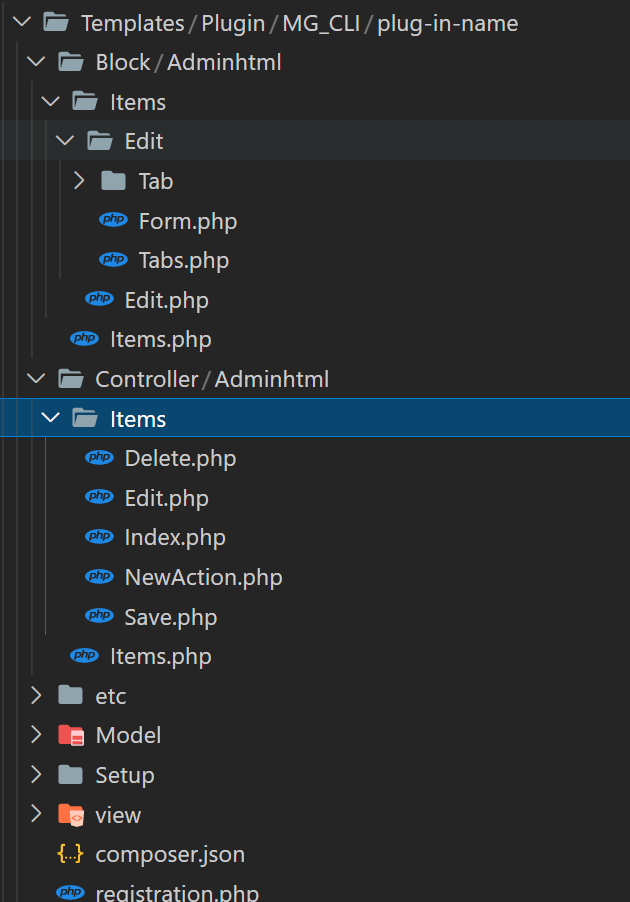 Templates/Plugin/MG_CLI/plug-in-name
Block/Adminhtml
Items
Edit
Tab
php Form.php
php Tabs.php
php Edit.php
php Items.php
Controller/Adminhtml
Items
php Delete.php
php Edit.php
php Index.php
php NewAction.php
php Save.php
php Items.php
etc
Model
Setup
view
{..} composer.json
php registration.php